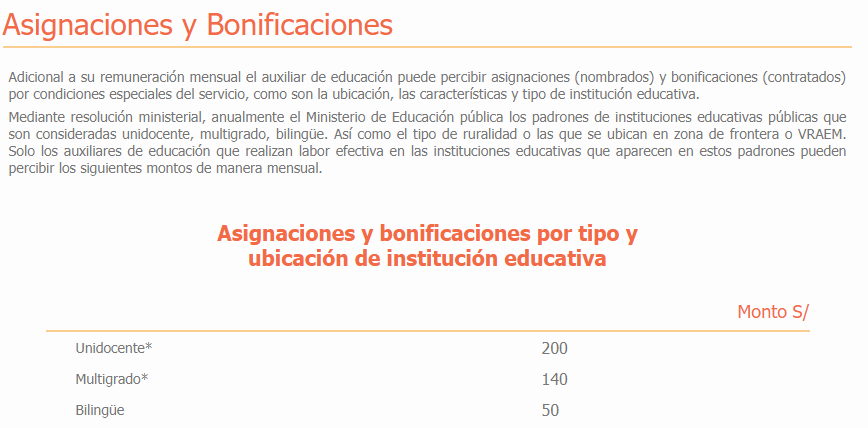 Asignaciones y Bonificaciones
Adicional a su remuneración mensual el auxiliar de educación puede percibir asignaciones (nombrados) y bonificaciones (contratados)
por condiciones especiales del servicio, como son la ubicación, las características y tipo de institución educativa.
Mediante resolución ministerial, anualmente el Ministerio de Educación pública los padrones de instituciones educativas públicas que
son consideradas unidocente, multigrado, bilingüe. Así como el tipo de ruralidad o las que se ubican en zona de frontera o VRAEM.
Solo los auxiliares de educación que realizan labor efectiva en las instituciones educativas que aparecen en estos padrones pueden
percibir los siguientes montos de manera mensual.
Asignaciones y bonificaciones por tipo y
ubicación de institución educativa
Monto S/
Unidocente* 200
Multigrado* 140
Bilingüe 50